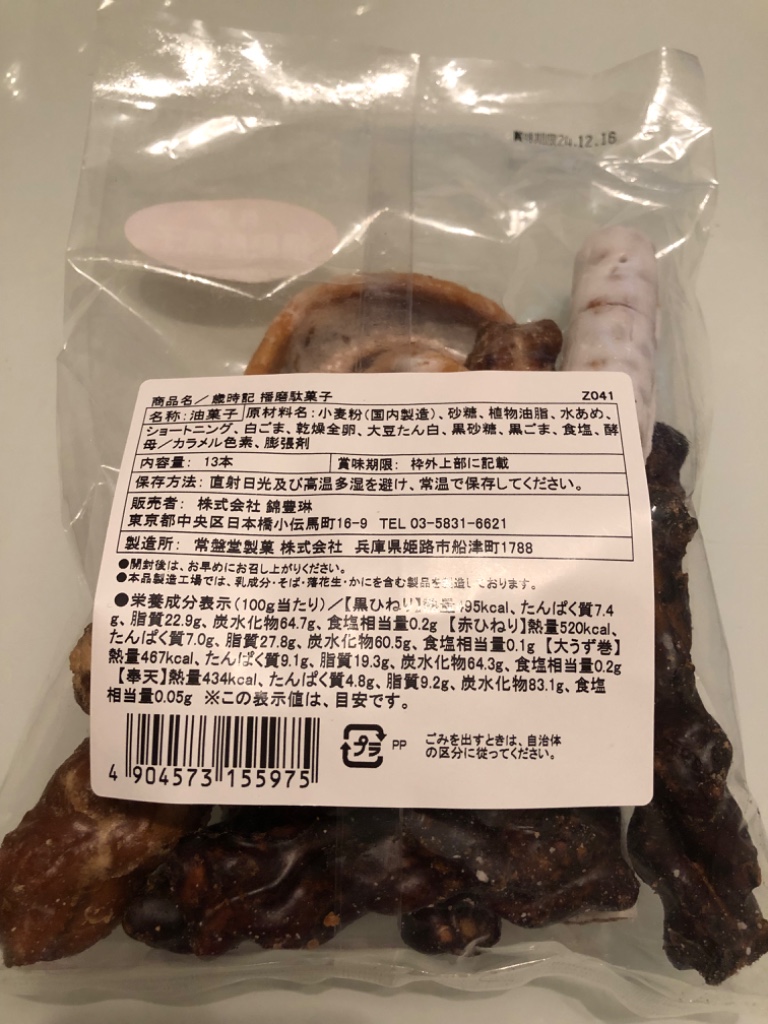 24.12.16
商品名／歳時記 播磨駄菓子 Z041
名称:油菓子 原材料名:小麦粉(国内製造)、砂糖、植物油脂、水あめ、
ショートニング、白ごま、乾燥全卵、大豆たん白、黒砂糖、黒ごま、食塩、酵
母／カラメル色素、膨張剤
内容量: 13本 賞味期限: 枠外上部に記載
保存方法: 直射日光及び高温多湿を避け、常温で保存してください。
販売者: 株式会社 錦豊琳
東京都中央区日本橋小伝馬町16-9 TEL 03-5831-6621
製造所: 常盤堂製菓 株式会社 兵庫県姫路市船津町1788
●開封後は、お早めにお召し上がりください。
●本品製造工場では、乳成分・そば・落花生・かにを含む製品を製造しております。
●栄養成分表示(100g当たり)／【黒ひねり】 95kcal、たんぱく質7.4
g、脂質22.9g、炭水化物64.7g、食塩相当量0.2g 【赤ひねり】熱量520kcal、
たんぱく質7.0g、脂質27.8g、炭水化物60.5g、食塩相当量0.1g 【大うず巻】
熱量467kcal、たんぱく質9.1g、脂質19.3g、炭水化物64.3g、食塩相当量0.2g
【奉天】熱量434kcal、たんぱく質4.8g、脂質9.2g、炭水化物83.1g、食塩
相当量0.05g ※この表示値は、目安です。
プラ PP ごみを出すときは、自治体
の区分に従ってください。
4 904573 155975